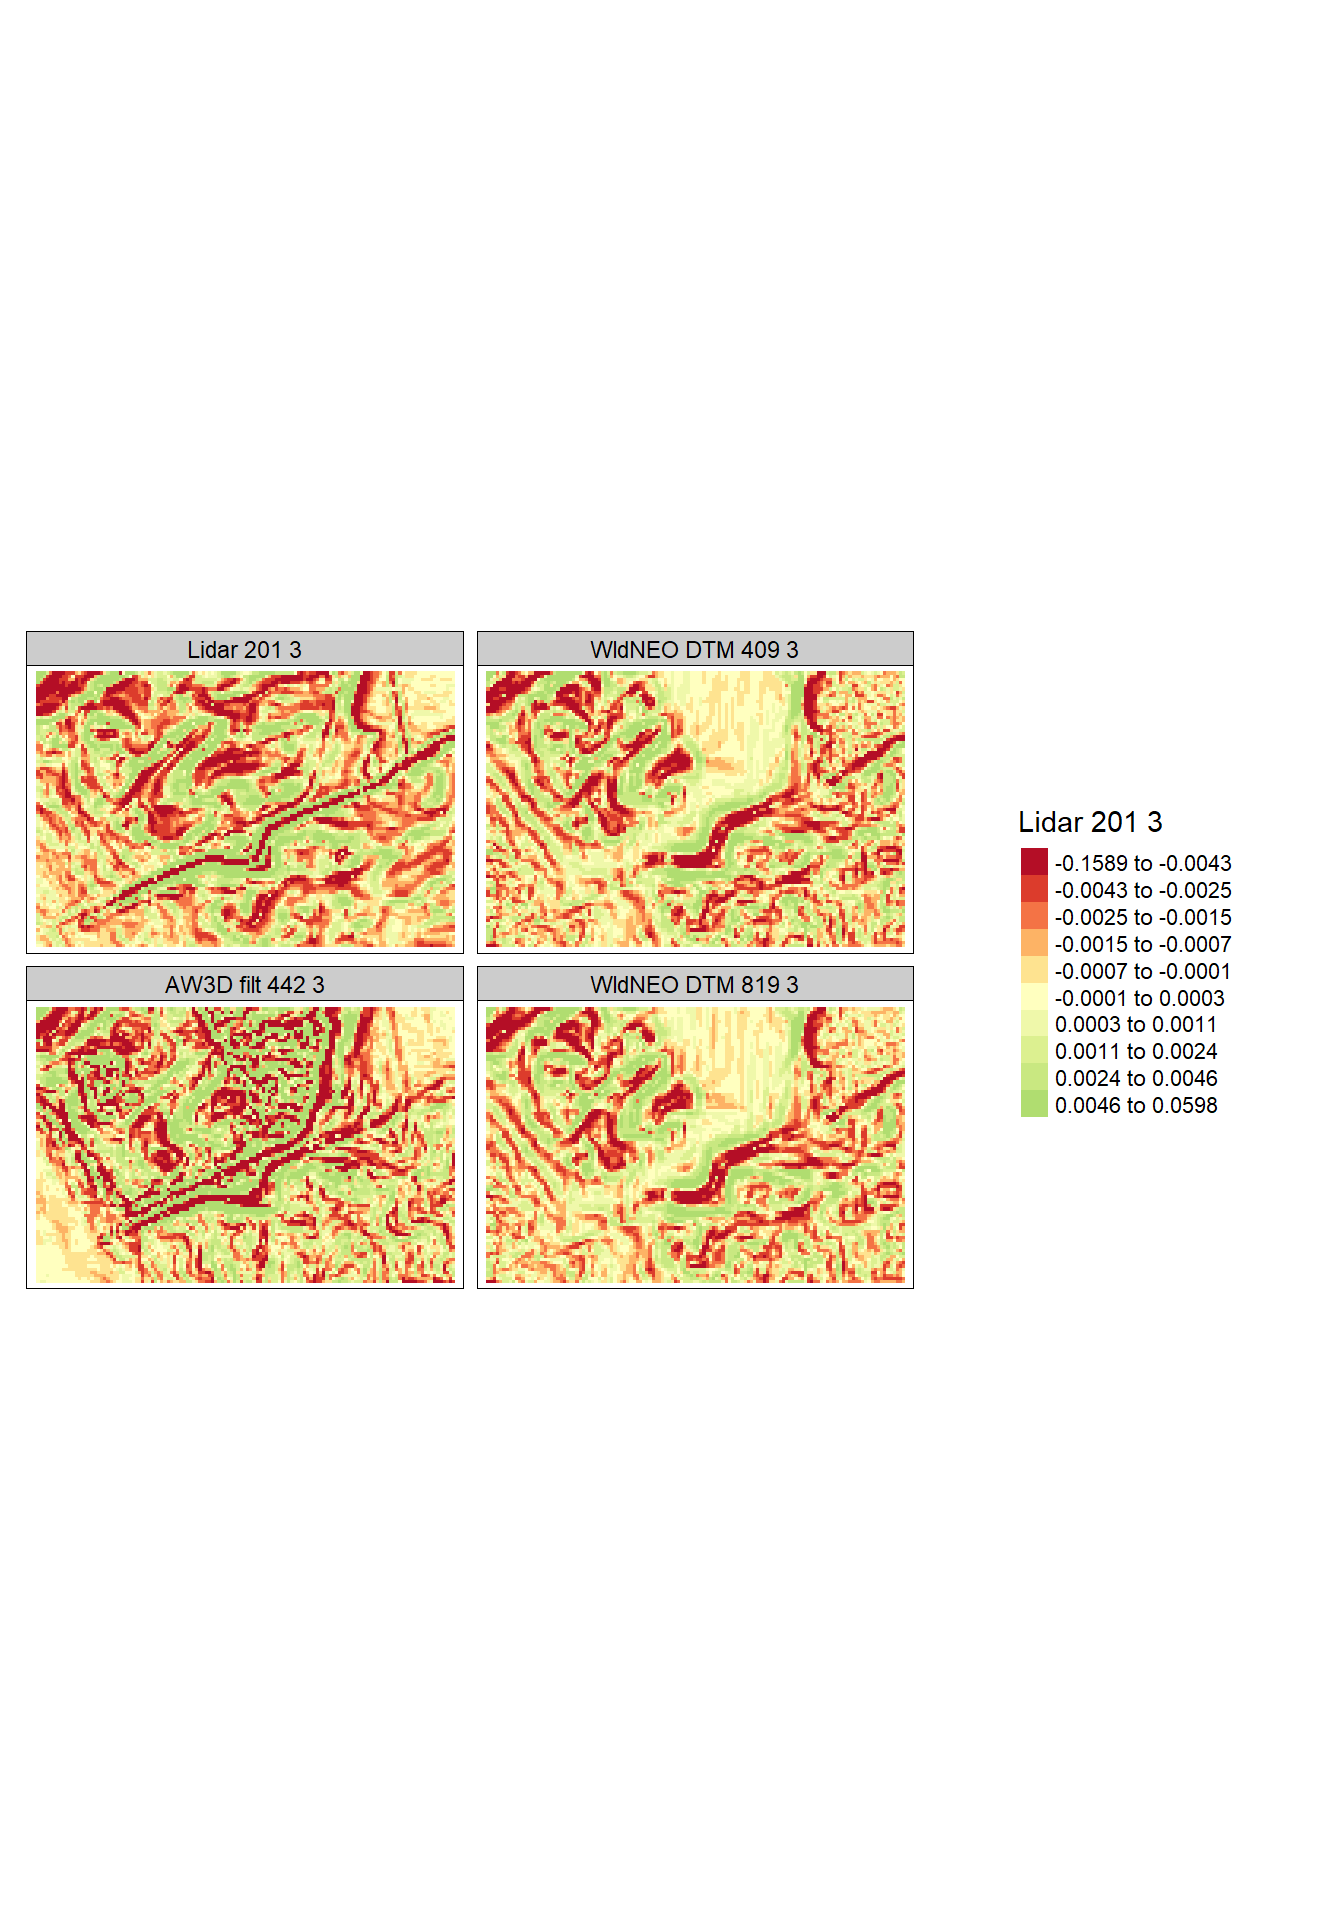 Lidar 201 3
WldNEO DTM 409 3
AW3D filt 442 3
WldNEO DTM 819 3
Lidar 201 3
-0.1589 to -0.0043
-0.0043 to -0.0025
-0.0025 to -0.0015
-0.0015 to -0.0007
-0.0007 to -0.0001
-0.0001 to 0.0003
0.0003 to 0.0011
0.0011 to 0.0024
0.0024 to 0.0046
0.0046 to 0.0598